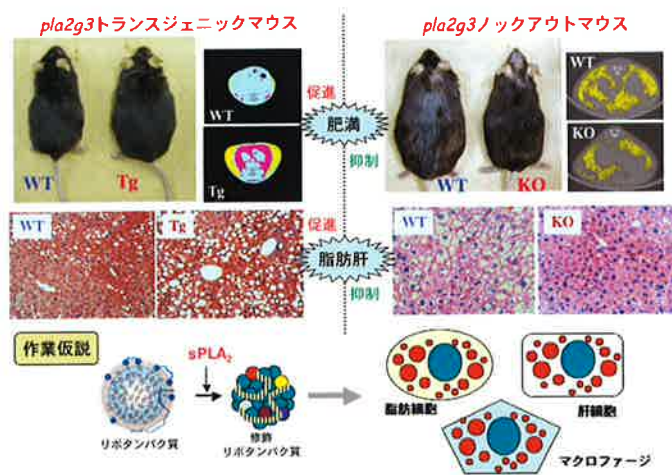 pla2g3トランスジェニックマウス
pla2g3ノックアウトマウス
WT
Tg
WT
Tg
促進
肥満
抑制
WT
KO
WT
KO
WT
Tg
促進
脂肪肝
抑制
WT
KO
作業仮説
sPLA₂
リポタンパク質
修飾
リポタンパク質
脂肪細胞
肝細胞
マクロファージ